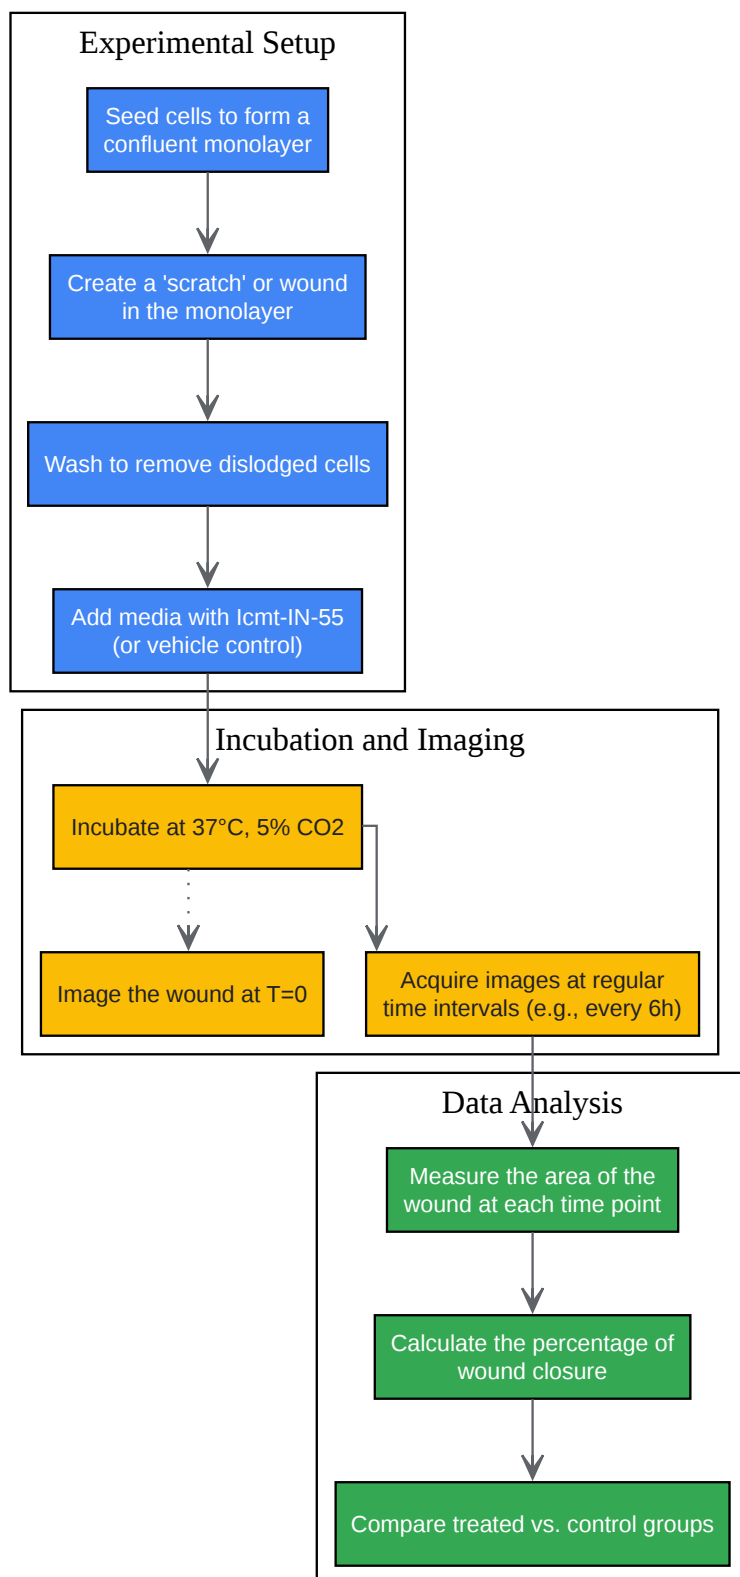 Experimental Setup
Seed cells to form a
confluent monolayer
Create a 'scratch' or wound
in the monolayer
Wash to remove dislodged cells
Add media with Icmt-IN-55
(or vehicle control)
Incubation and Imaging
Incubate at 37°C, 5% CO2
Image the wound at T=0
Acquire images at regular
time intervals (e.g., every 6h)
Data Analysis
Measure the area of the
wound at each time point
Calculate the percentage of
wound closure
Compare treated vs. control groups